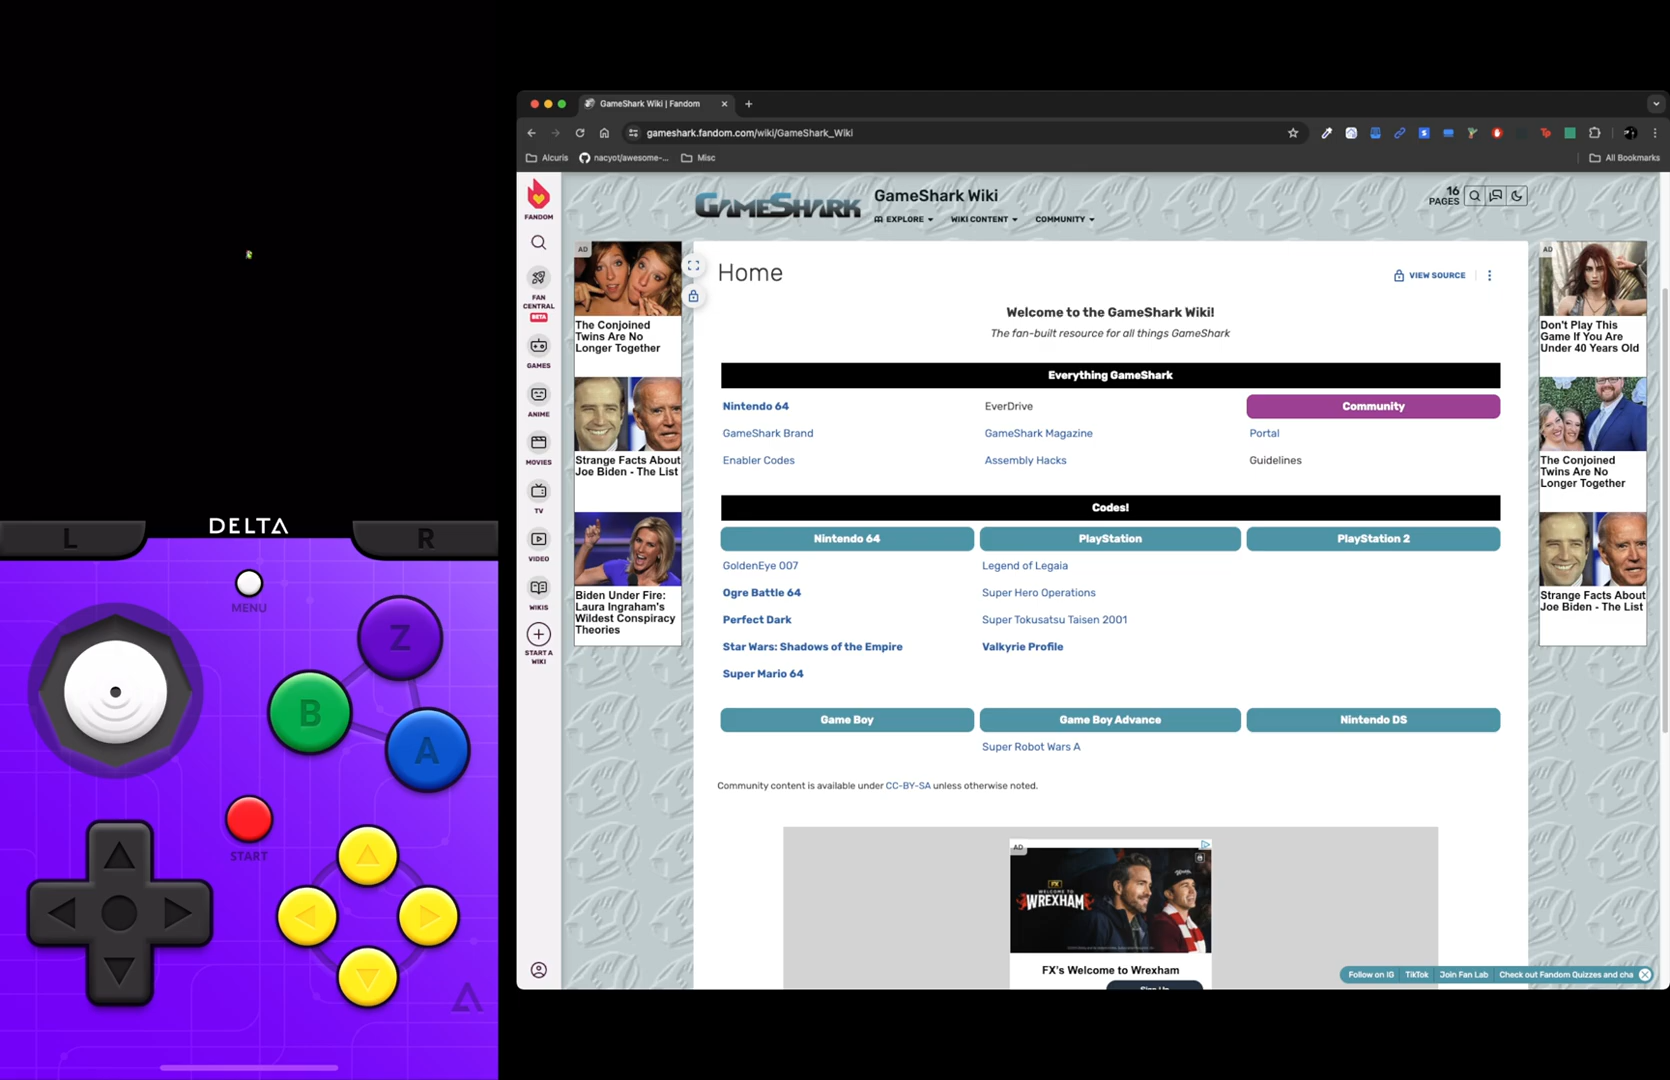 DELTA
L
R
MENU
Z
B
A
START
GameShark Wiki | Fandom
gameshark.fandom.com/wiki/GameShark_Wiki
Alcuris
nacyot/awesome-...
Misc
All Bookmarks
FANDOM
FAN
CENTRAL
BETA
GAMES
ANIME
MOVIES
TV
VIDEO
WIKIS
START A
WIKI
GAMESHARK
GameShark Wiki
EXPLORE
WIKI CONTENT
COMMUNITY
16
PAGES
AD
The Conjoined
Twins Are No
Longer Together
Strange Facts About
Joe Biden - The List
Biden Under Fire:
Laura Ingraham's
Wildest Conspiracy
Theories
Home
VIEW SOURCE
Welcome to the GameShark Wiki!
The fan-built resource for all things GameShark
Everything GameShark
Nintendo 64
EverDrive
Community
GameShark Brand
GameShark Magazine
Portal
Enabler Codes
Assembly Hacks
Guidelines
Codes!
Nintendo 64
PlayStation
PlayStation 2
GoldenEye 007
Legend of Legaia
Ogre Battle 64
Super Hero Operations
Perfect Dark
Super Tokusatsu Taisen 2001
Star Wars: Shadows of the Empire
Valkyrie Profile
Super Mario 64
Game Boy
Game Boy Advance
Nintendo DS
Super Robot Wars A
Community content is available under CC-BY-SA unless otherwise noted.
AD
FX
WELCOME TO
WREXHAM
FX's Welcome to Wrexham
Sign Up
AD
Don't Play This
Game If You Are
Under 40 Years Old
The Conjoined
Twins Are No
Longer Together
Strange Facts About
Joe Biden - The List
Follow on IG
TikTok
Join Fan Lab
Check out Fandom Quizzes and cha